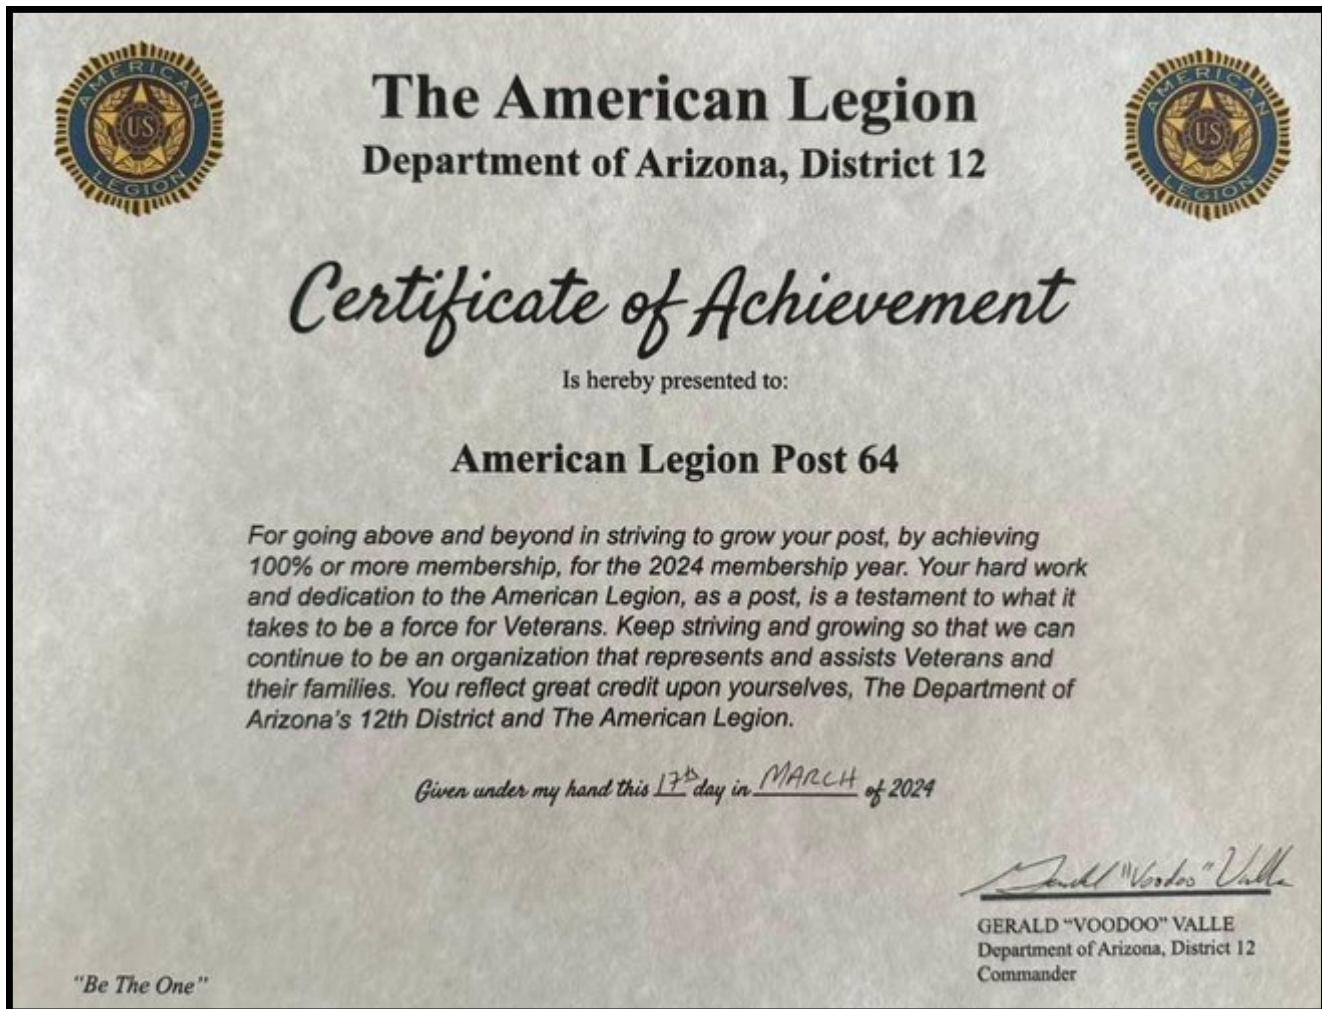 AMERICAN
US
LEGION
AMERICAN
US
LEGION
The American Legion
Department of Arizona, District 12
Certificate of Achievement
Is hereby presented to:
American Legion Post 64
For going above and beyond in striving to grow your post, by achieving
100% or more membership, for the 2024 membership year. Your hard work
and dedication to the American Legion, as a post, is a testament to what it
takes to be a force for Veterans. Keep striving and growing so that we can
continue to be an organization that represents and assists Veterans and
their families. You reflect great credit upon yourselves, The Department of
Arizona's 12th District and The American Legion.
Given under my hand this 17th day in MARCH of 2024
Gerald "Voodoo" Valle
GERALD “VOODOO” VALLE
Department of Arizona, District 12
Commander
“Be The One”